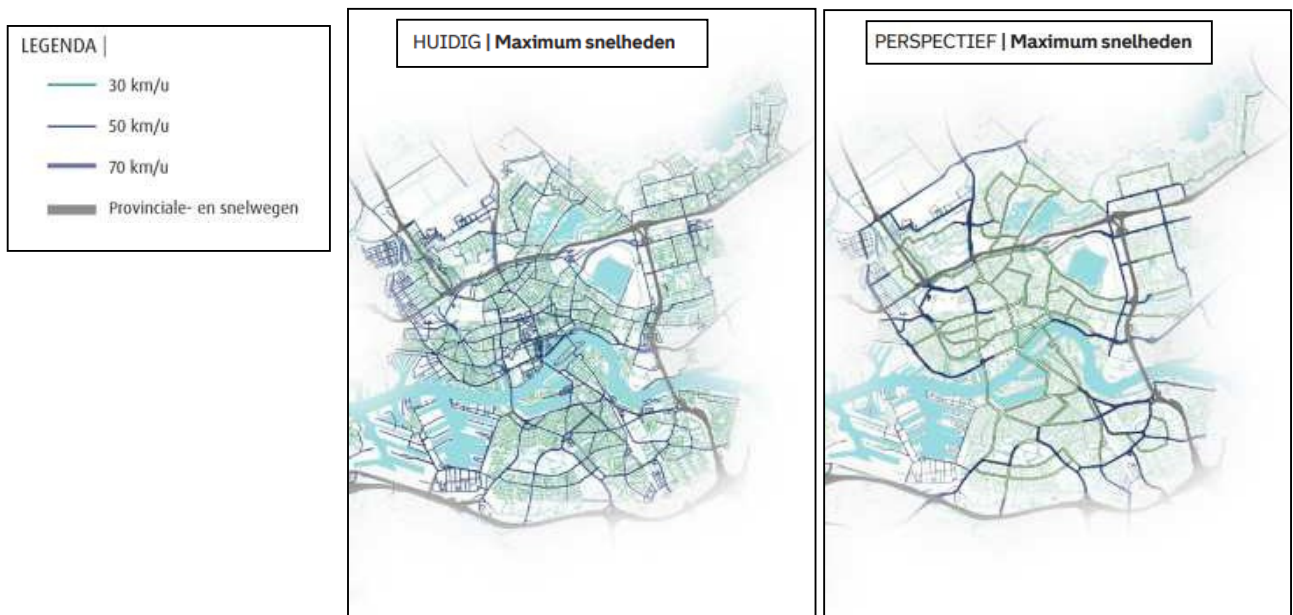 LEGENDA |
30 km/u
50 km/u
70 km/u
Provinciale- en snelwegen
HUIDIG | Maximum snelheden
PERSPECTIEF | Maximum snelheden